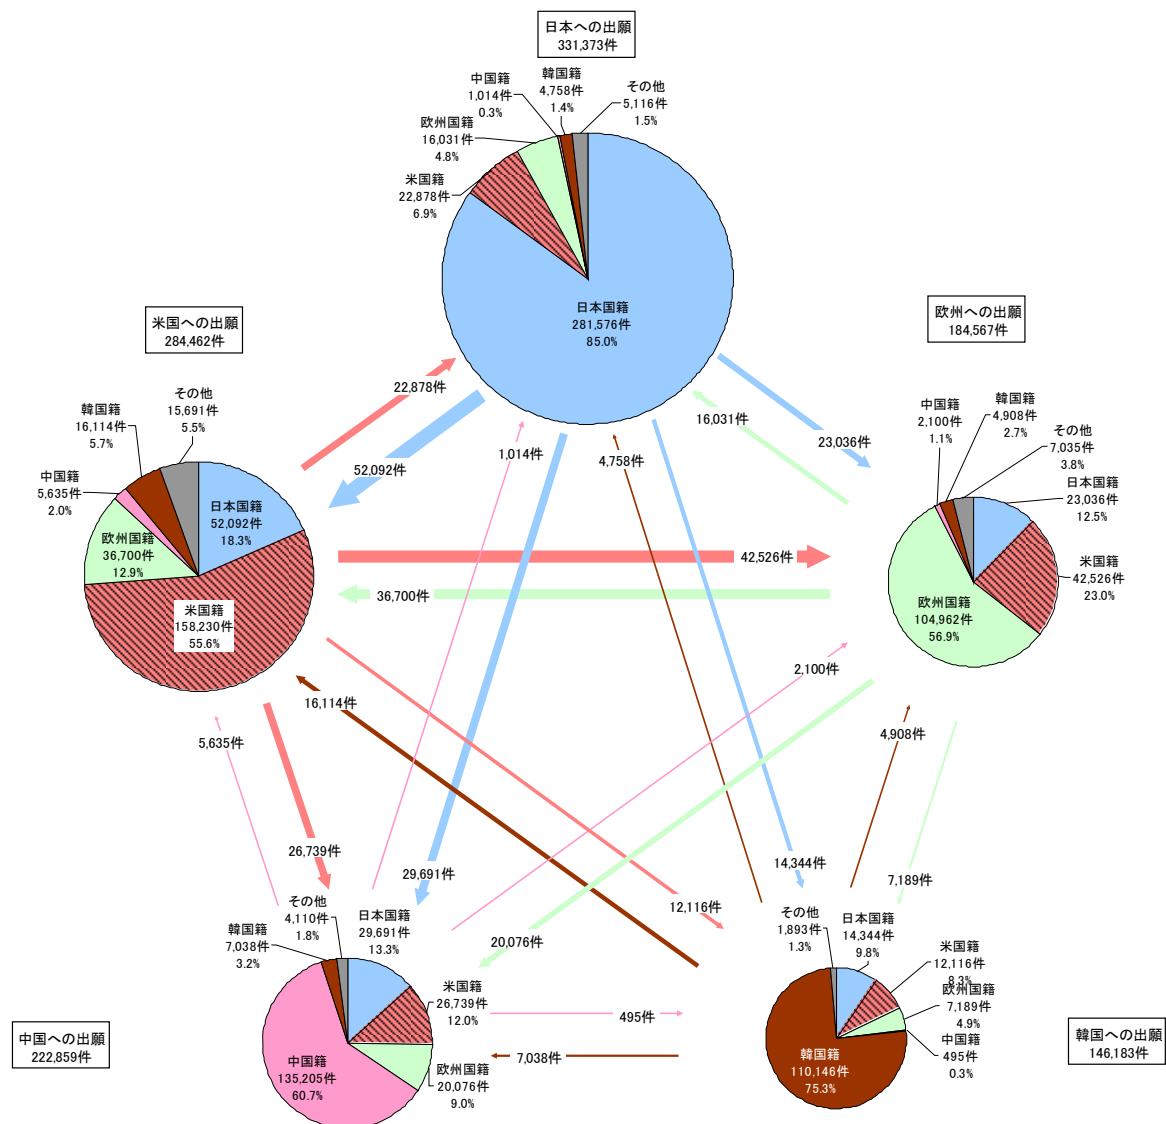 日本への出願
331,373件
中国籍
1,014件
0.3%
韓国籍
4,758件
1.4%
その他
5,116件
1.5%
欧州国籍
16,031件
4.8%
米国籍
22,878件
6.9%
日本国籍
281,576件
85.0%
米国への出願
284,462件
欧州への出願
184,567件
その他
15,691件
5.5%
韓国籍
16,114件
5.7%
中国籍
5,635件
2.0%
日本国籍
52,092件
18.3%
欧州国籍
36,700件
12.9%
米国籍
158,230件
55.6%
中国籍
2,100件
1.1%
韓国籍
4,908件
2.7%
その他
7,035件
3.8%
日本国籍
23,036件
12.5%
米国籍
42,526件
23.0%
欧州国籍
104,962件
56.9%
22,878件
52,092件
1,014件
4,758件
16,031件
23,036件
42,526件
36,700件
2,100件
16,114件
5,635件
4,908件
26,739件
29,691件
14,344件
7,189件
12,116件
20,076件
495件
7,038件
その他
4,110件
1.8%
韓国籍
7,038件
3.2%
日本国籍
29,691件
13.3%
米国籍
26,739件
12.0%
欧州国籍
20,076件
9.0%
中国籍
135,205件
60.7%
中国への出願
222,859件
その他
1,893件
1.3%
日本国籍
14,344件
9.8%
米国籍
12,116件
8.3%
欧州国籍
7,189件
4.9%
中国籍
495件
0.3%
韓国籍
110,146件
75.3%
韓国への出願
146,183件